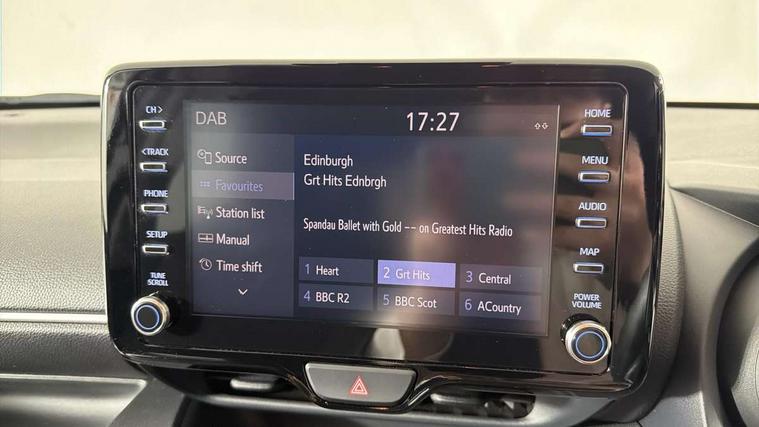 CH >
<TRACK
PHONE
SETUP
TUNE
SCROLL
DAB
17:27
Source
Favourites
Station list
Manual
Time shift
Edinburgh
Grt Hits Ednbrgh
Spandau Ballet with Gold -- on Greatest Hits Radio
1 Heart
2 Grt Hits
3 Central
4 BBC R2
5 BBC Scot
6 ACountry
HOME
MENU
AUDIO
MAP
POWER
VOLUME